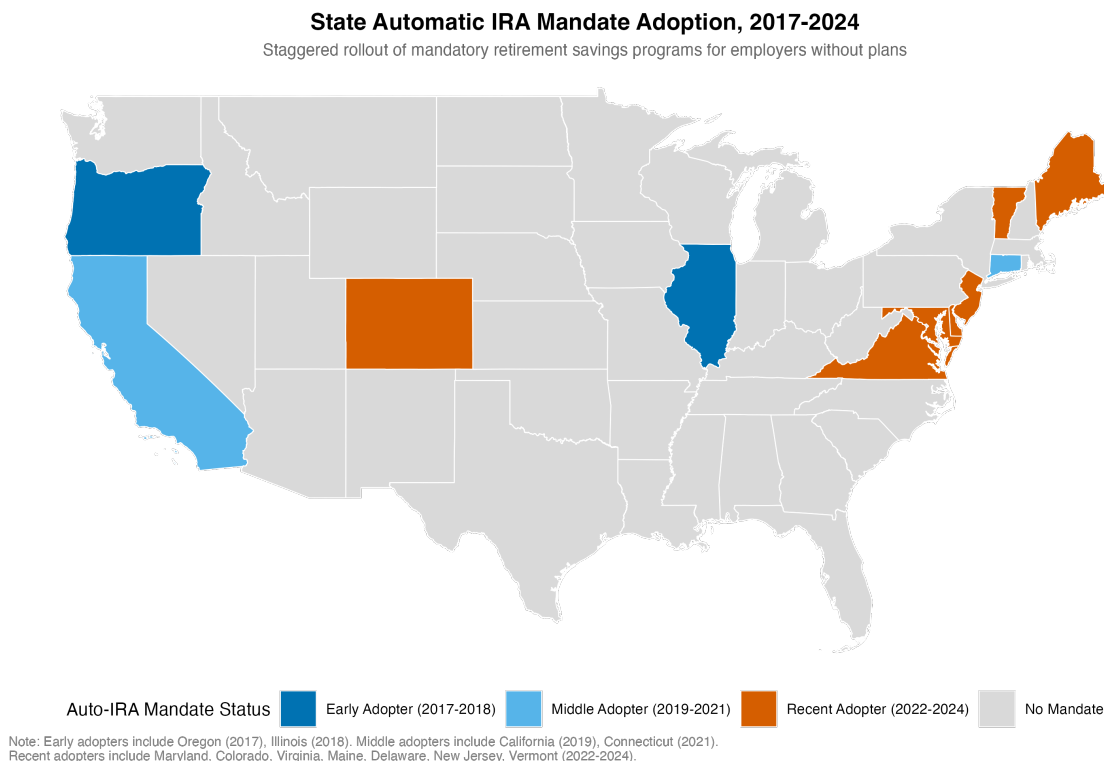 State Automatic IRA Mandate Adoption, 2017-2024
Staggered rollout of mandatory retirement savings programs for employers without plans
Auto-IRA Mandate Status
Early Adopter (2017-2018)
Middle Adopter (2019-2021)
Recent Adopter (2022-2024)
No Mandate
Note: Early adopters include Oregon (2017), Illinois (2018). Middle adopters include California (2019), Connecticut (2021).
Recent adopters include Maryland, Colorado, Virginia, Maine, Delaware, New Jersey, Vermont (2022-2024).